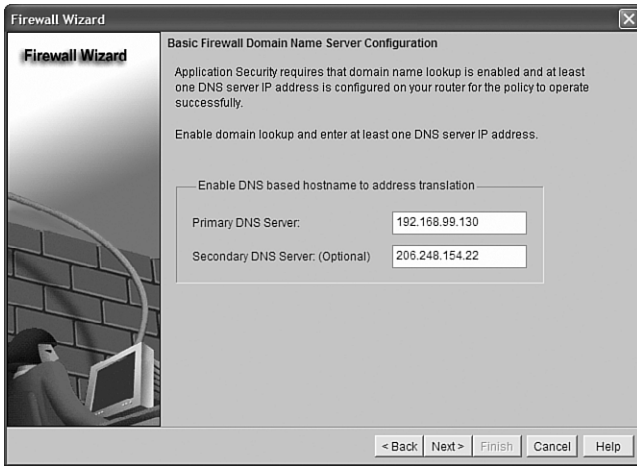 Firewall Wizard
Firewall Wizard
Basic Firewall Domain Name Server Configuration
Application Security requires that domain name lookup is enabled and at least
one DNS server IP address is configured on your router for the policy to operate
successfully.
Enable domain lookup and enter at least one DNS server IP address.
Enable DNS based hostname to address translation
Primary DNS Server: 192.168.99.130
Secondary DNS Server: (Optional) 206.248.154.22
< Back Next > Finish Cancel Help